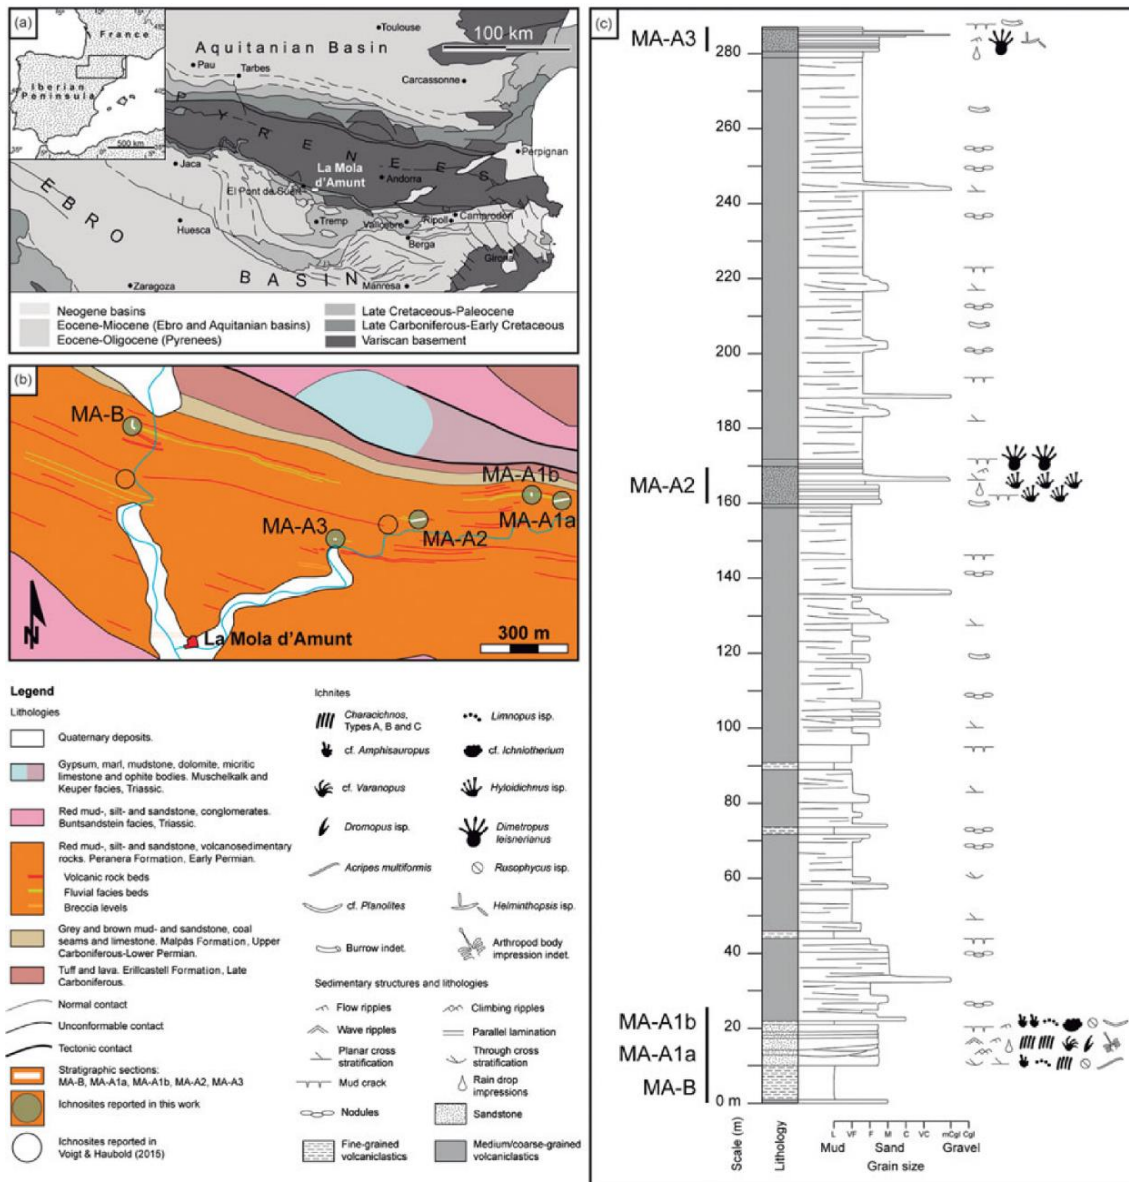 (a)
France
Iberian
Peninsula
500 km
Aquitanian Basin
100 km
Toulouse
Pau
Tarbes
Carcassonne
PYRENEES
Perpignan
Jaca
La Mola
d'Amunt
Andorra
El Pont de Suert
EBRO
Tremp
Vallcebre
Ripoll
Camprodon
Huesca
Berga
Girona
BASIN
Zaragoza
Manresa
Neogene basins
Eocene-Miocene (Ebro and Aquitanian basins)
Eocene-Oligocene (Pyrenees)
Late Cretaceous-Paleocene
Late Carboniferous-Early Cretaceous
Variscan basement
(b)
MA-B
MA-A1b
MA-A1a
MA-A3
MA-A2
N
La Mola d'Amunt
300 m
Legend
Lithologies
Quaternary deposits.
Gypsum, marl, mudstone, dolomite, micritic
limestone and ophite bodies. Muschelkalk and
Keuper facies, Triassic.
Red mud-, silt- and sandstone, conglomerates.
Buntsandstein facies, Triassic.
Red mud-, silt- and sandstone, volcanosedimentary
rocks. Peranera Formation, Early Permian.
Volcanic rock beds
Fluvial facies beds
Breccia levels
Grey and brown mud- and sandstone, coal
seams and limestone. Malpàs Formation, Upper
Carboniferous-Lower Permian.
Tuff and lava. Erillcastell Formation, Late
Carboniferous.
Normal contact
Unconformable contact
Tectonic contact
Stratigraphic sections:
MA-B, MA-A1a, MA-A1b, MA-A2, MA-A3
Ichnosites reported in this work
Ichnosites reported in
Voigt & Haubold (2015)
Ichnites
Characichnos,
Types A, B and C
Limnopus isp.
cf. Amphisauropus
cf. Ichniotherium
cf. Varanopus
Hyloidichnus isp.
Dromopus isp.
Dimetropus
leisnerianus
Acripes multiformis
Rusophycus isp.
cf. Planolites
Helminthopsis isp.
Burrow indet.
Arthropod body
impression indet.
Sedimentary structures and lithologies
Flow ripples
Climbing ripples
Wave ripples
Parallel lamination
Planar cross
stratification
Through cross
stratification
Mud crack
Rain drop
impressions
Nodules
Sandstone
Fine-grained
volcaniclastics
Medium/coarse-grained
volcaniclastics
(c)
MA-A3
280
260
240
220
200
180
MA-A2
160
140
120
100
80
60
40
MA-A1b
20
MA-A1a
MA-B
0 m
Scale (m)
Lithology
L VF F M C VC mCgl Cgl
Mud Sand Gravel
Grain size